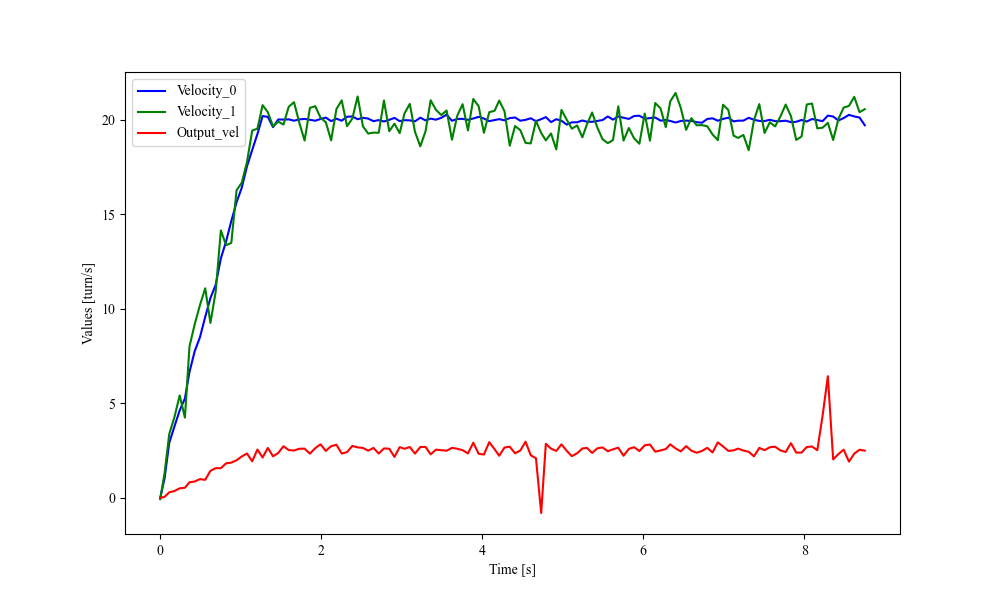 Velocity_0
Velocity_1
Output_vel
20
15
10
5
0
Values [turn/s]
0 2 4 6 8
Time [s]